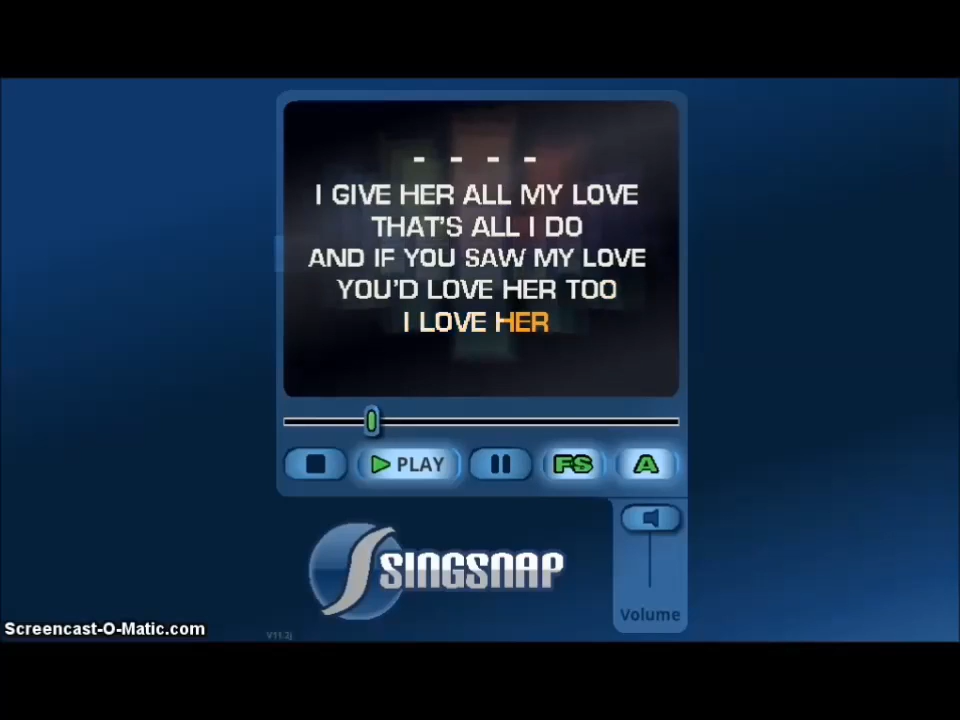 - - - -
I GIVE HER ALL MY LOVE
THAT'S ALL I DO
AND IF YOU SAW MY LOVE
YOU'D LOVE HER TOO
I LOVE HER
PLAY
FS
A
SINGSNAP
Volume
Screencast-O-Matic.com